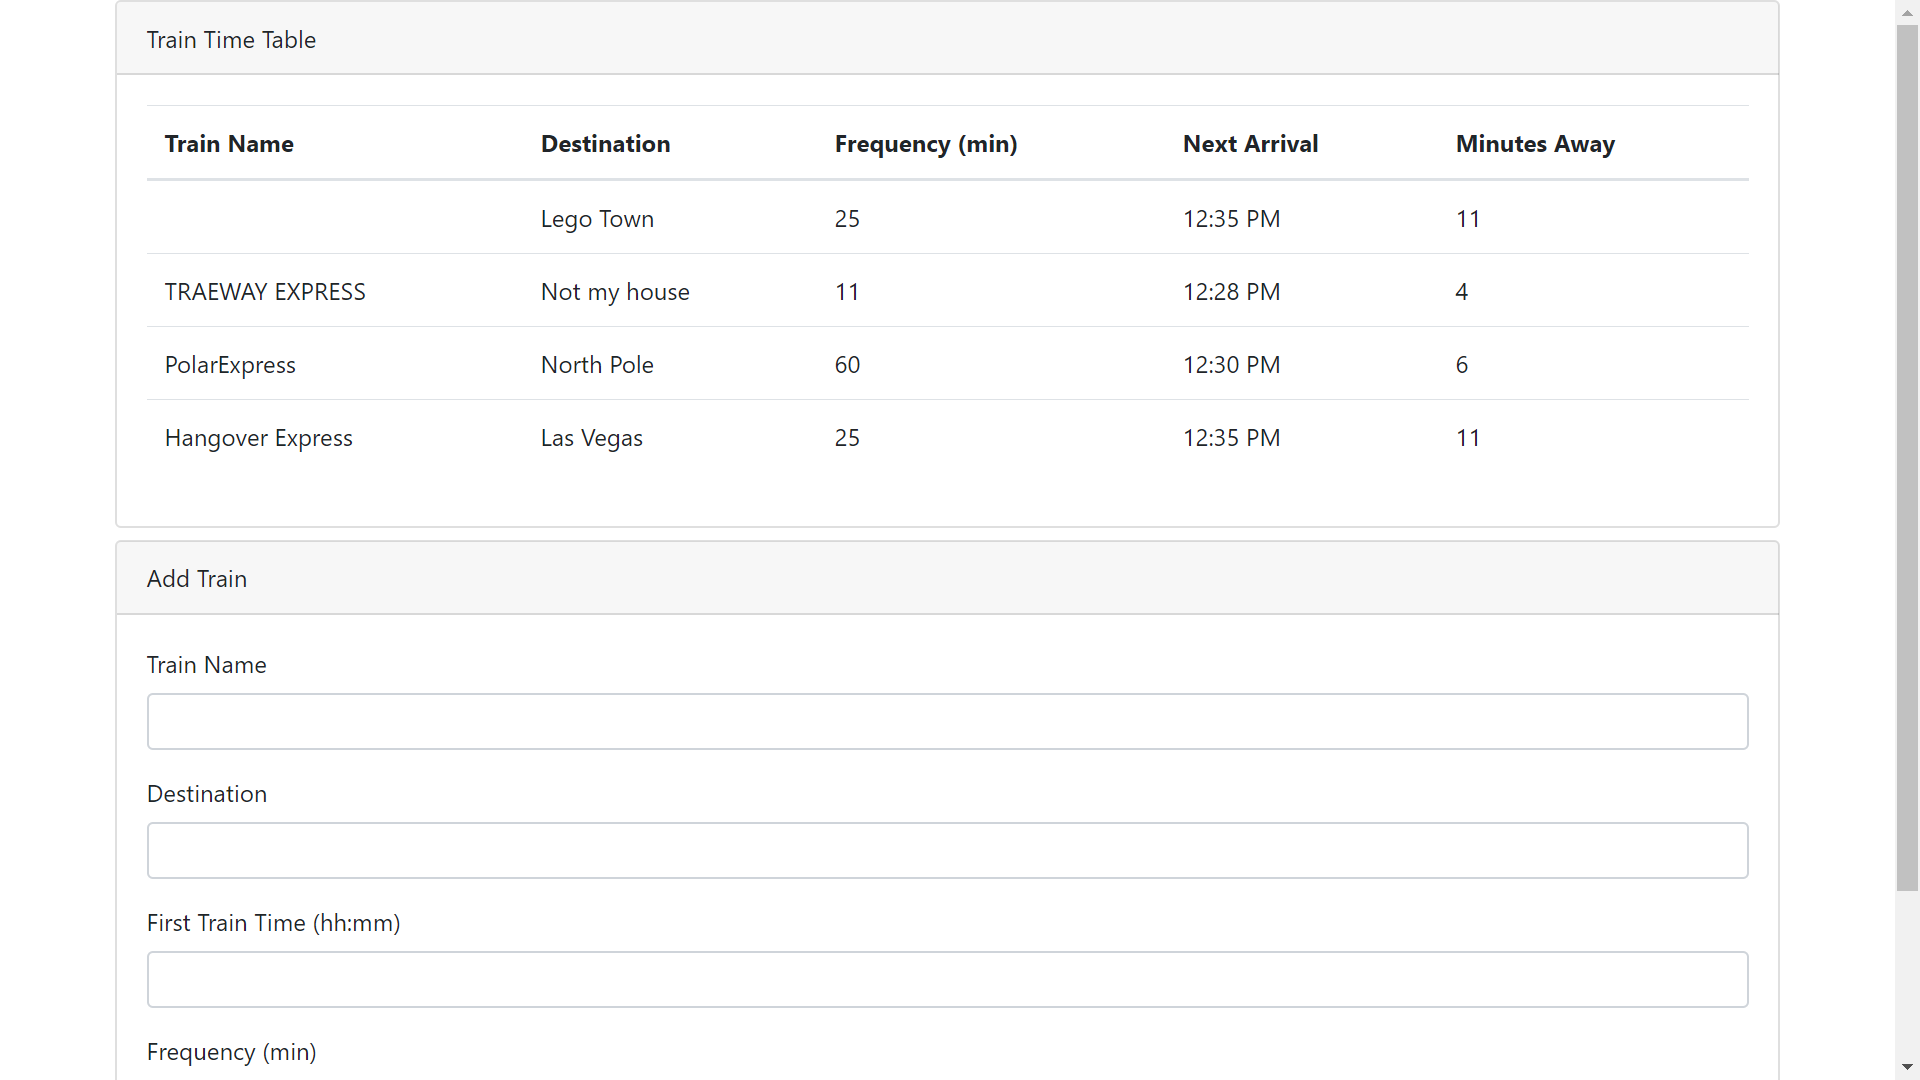 Train Time Table
Train Name Destination Frequency (min) Next Arrival Minutes Away
Lego Town 25 12:35 PM 11
TRAEWAY EXPRESS Not my house 11 12:28 PM 4
PolarExpress North Pole 60 12:30 PM 6
Hangover Express Las Vegas 25 12:35 PM 11
Add Train
Train Name
Destination
First Train Time (hh:mm)
Frequency (min)